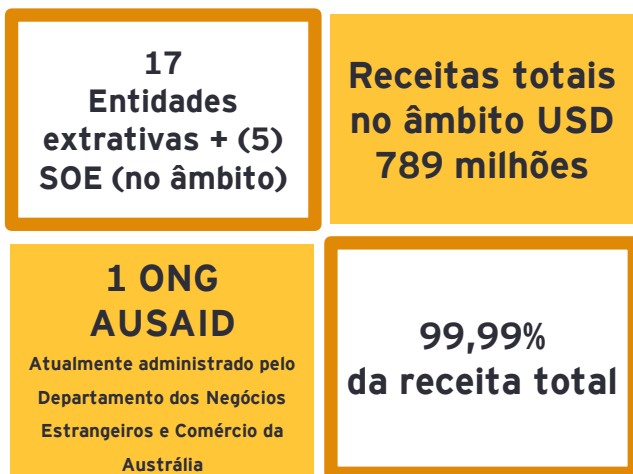 17
Entidades
extrativas + (5)
SOE (no âmbito)
Receitas totais
no âmbito USD
789 milhões
1 ONG
AUSAID
Atualmente administrado pelo
Departamento dos Negócios
Estrangeiros e Comércio da
Austrália
99,99%
da receita total